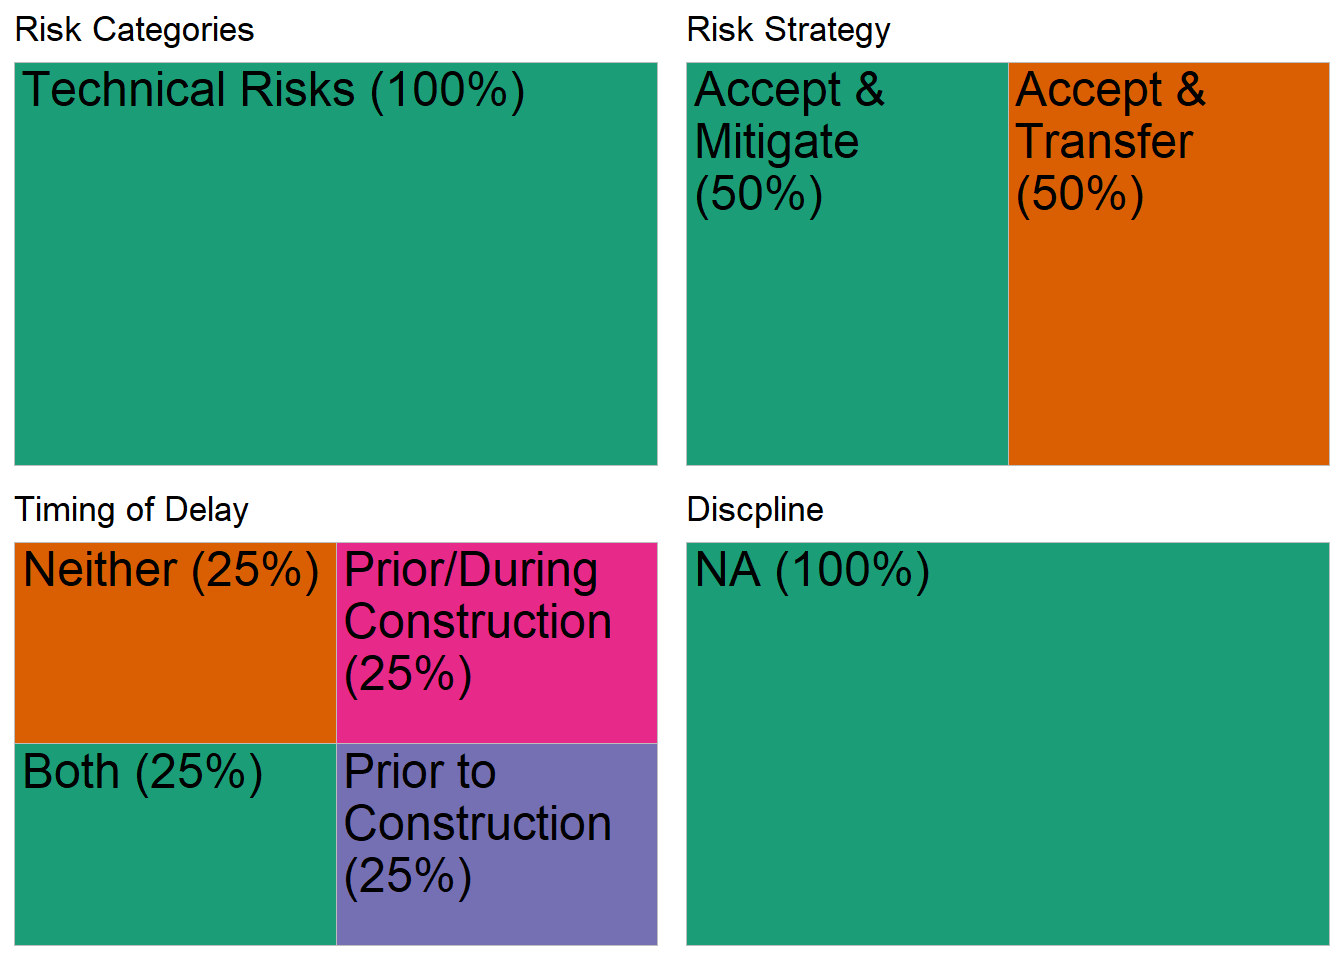 Risk Categories
Technical Risks (100%)
Risk Strategy
Accept &
Mitigate
(50%)
Accept &
Transfer
(50%)
Timing of Delay
Neither (25%)
Prior/During
Construction
(25%)
Both (25%)
Prior to
Construction
(25%)
Discpline
NA (100%)